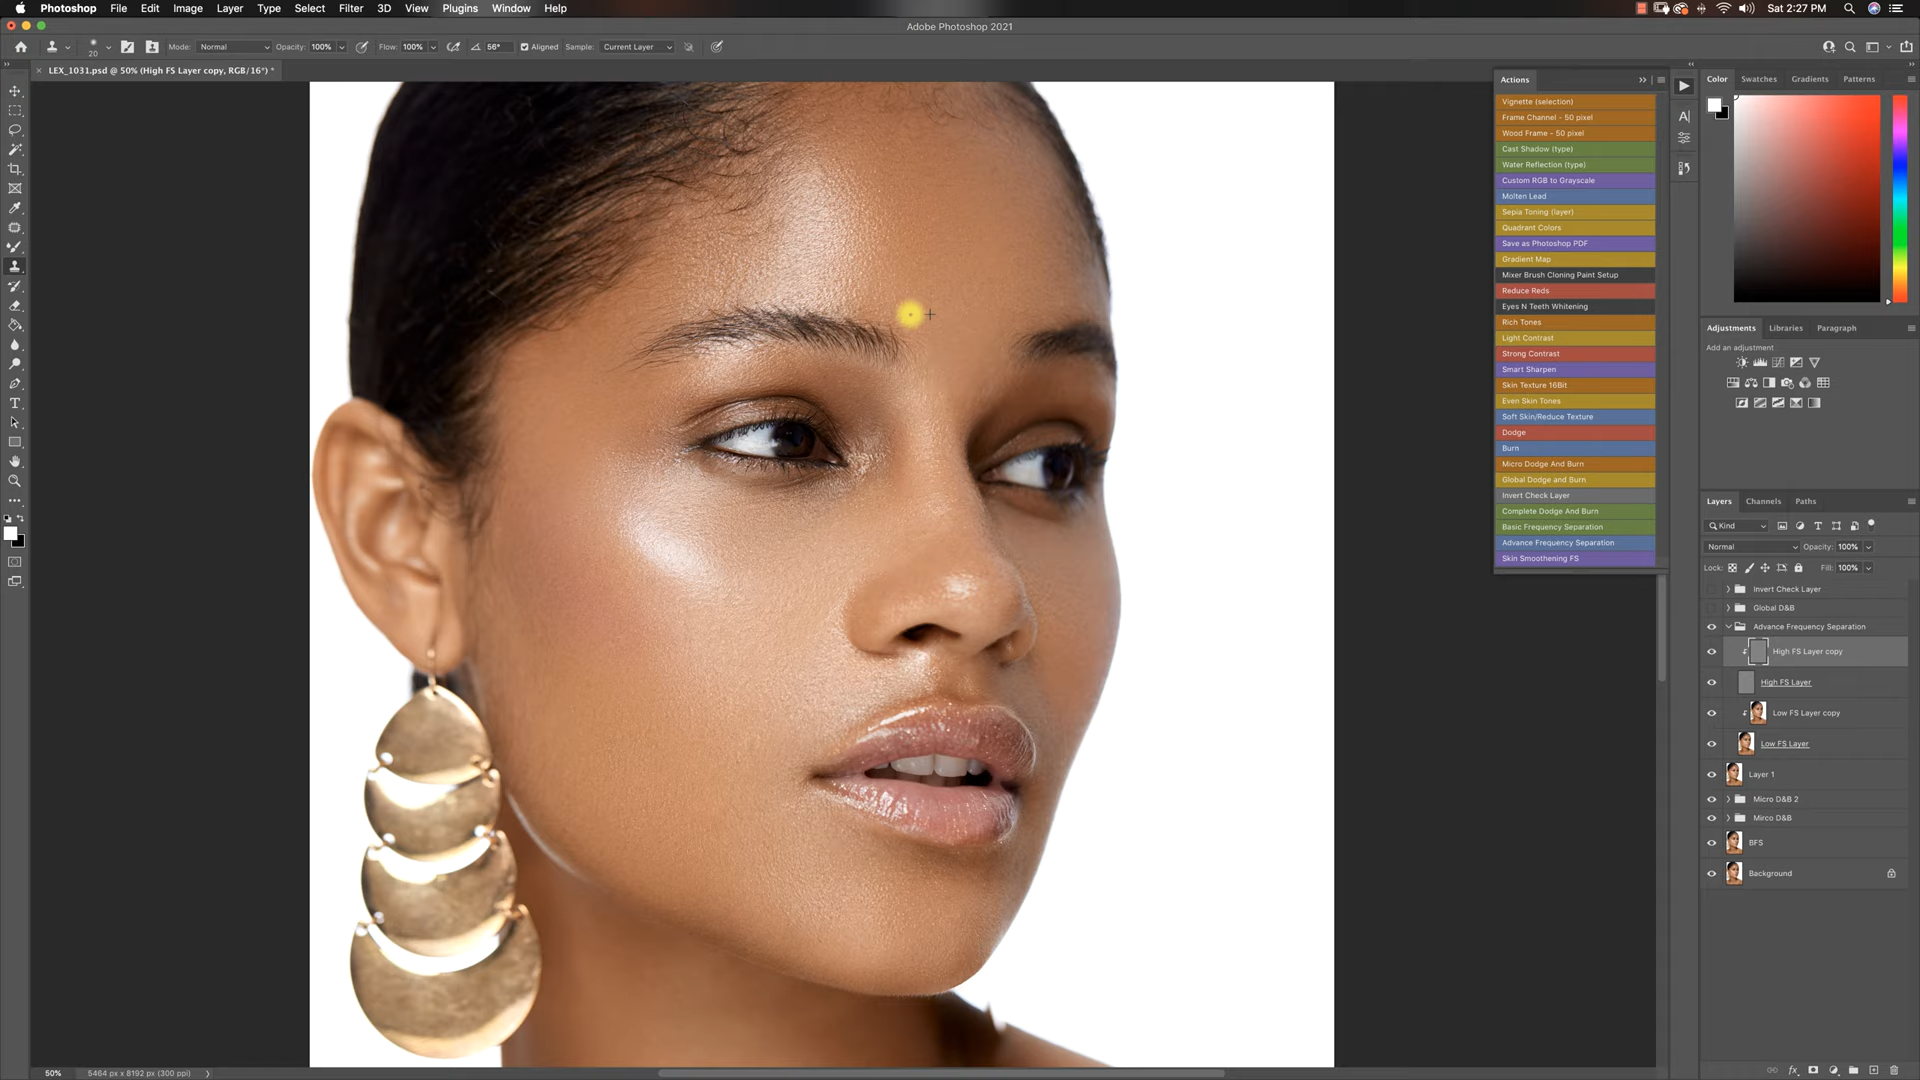 Photoshop File Edit Image Layer Type Select Filter 3D View Plugins Window Help Sat 2:27 PM
Adobe Photoshop 2021
20 Mode: Normal Opacity: 100% Flow: 100% 56° Aligned Sample: Current Layer
LEX_1031.psd @ 50% (High FS Layer copy, RGB/16*) *
Actions
Vignette (selection)
Frame Channel - 50 pixel
Wood Frame - 50 pixel
Cast Shadow (type)
Water Reflection (type)
Custom RGB to Grayscale
Molten Lead
Sepia Toning (layer)
Quadrant Colors
Save as Photoshop PDF
Gradient Map
Mixer Brush Cloning Paint Setup
Reduce Reds
Eyes N Teeth Whitening
Rich Tones
Light Contrast
Strong Contrast
Smart Sharpen
Skin Texture 16Bit
Even Skin Tones
Soft Skin/Reduce Texture
Dodge
Burn
Micro Dodge And Burn
Global Dodge and Burn
Invert Check Layer
Complete Dodge And Burn
Basic Frequency Separation
Advance Frequency Separation
Skin Smoothening FS
Color Swatches Gradients Patterns
Adjustments Libraries Paragraph
Add an adjustment
Layers Channels Paths
Kind
Normal Opacity: 100%
Lock: Fill: 100%
Invert Check Layer
Global D&B
Advance Frequency Separation
High FS Layer copy
High FS Layer
Low FS Layer copy
Low FS Layer
Layer 1
Micro D&B 2
Mirco D&B
BFS
Background
50% 5464 px x 8192 px (300 ppi)